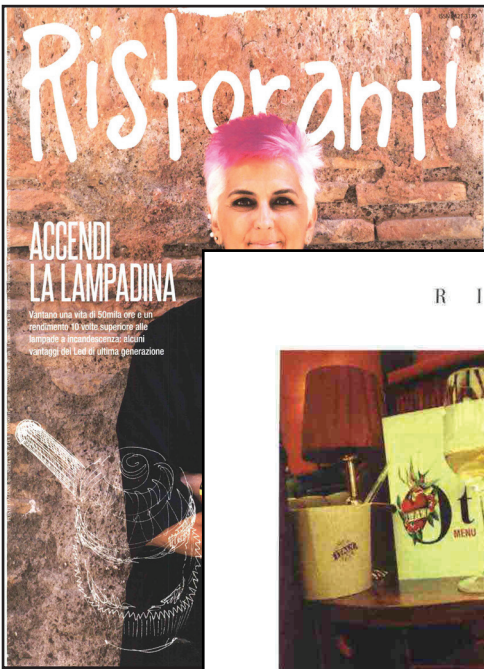 Ristoranti
ACCENDI
LA LAMPADINA
Vantano una vita di 50mila ore e un
rendimento 10 volte superiore alle
lampade a incandescenza: alcuni
vantaggi dei Led di ultima generazione
R I
Ot
MENU